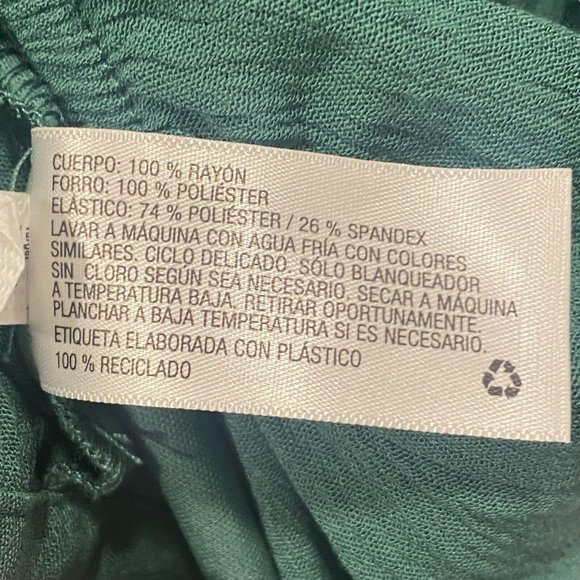 CUERPO: 100 % RAYÓN
FORRO: 100 % POLIÉSTER
ELÁSTICO: 74 % POLIÉSTER / 26 % SPANDEX
LAVAR A MÁQUINA CON AGUA FRÍA CON COLORES
SIMILARES. CICLO DELICADO. SÓLO BLANQUEADOR
SIN CLORO SEGÚN SEA NECESARIO. SECAR A MÁQUINA
A TEMPERATURA BAJA. RETIRAR OPORTUNAMENTE.
PLANCHAR A BAJA TEMPERATURA SI ES NECESARIO.
ETIQUETA ELABORADA CON PLÁSTICO
100 % RECICLADO